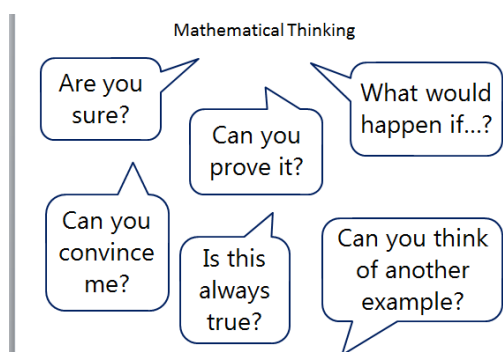 Mathematical Thinking
Are you
sure?
What would
happen if...?
Can you
prove it?
Can you
convince
me?
Is this
always
true?
Can you think
of another
example?